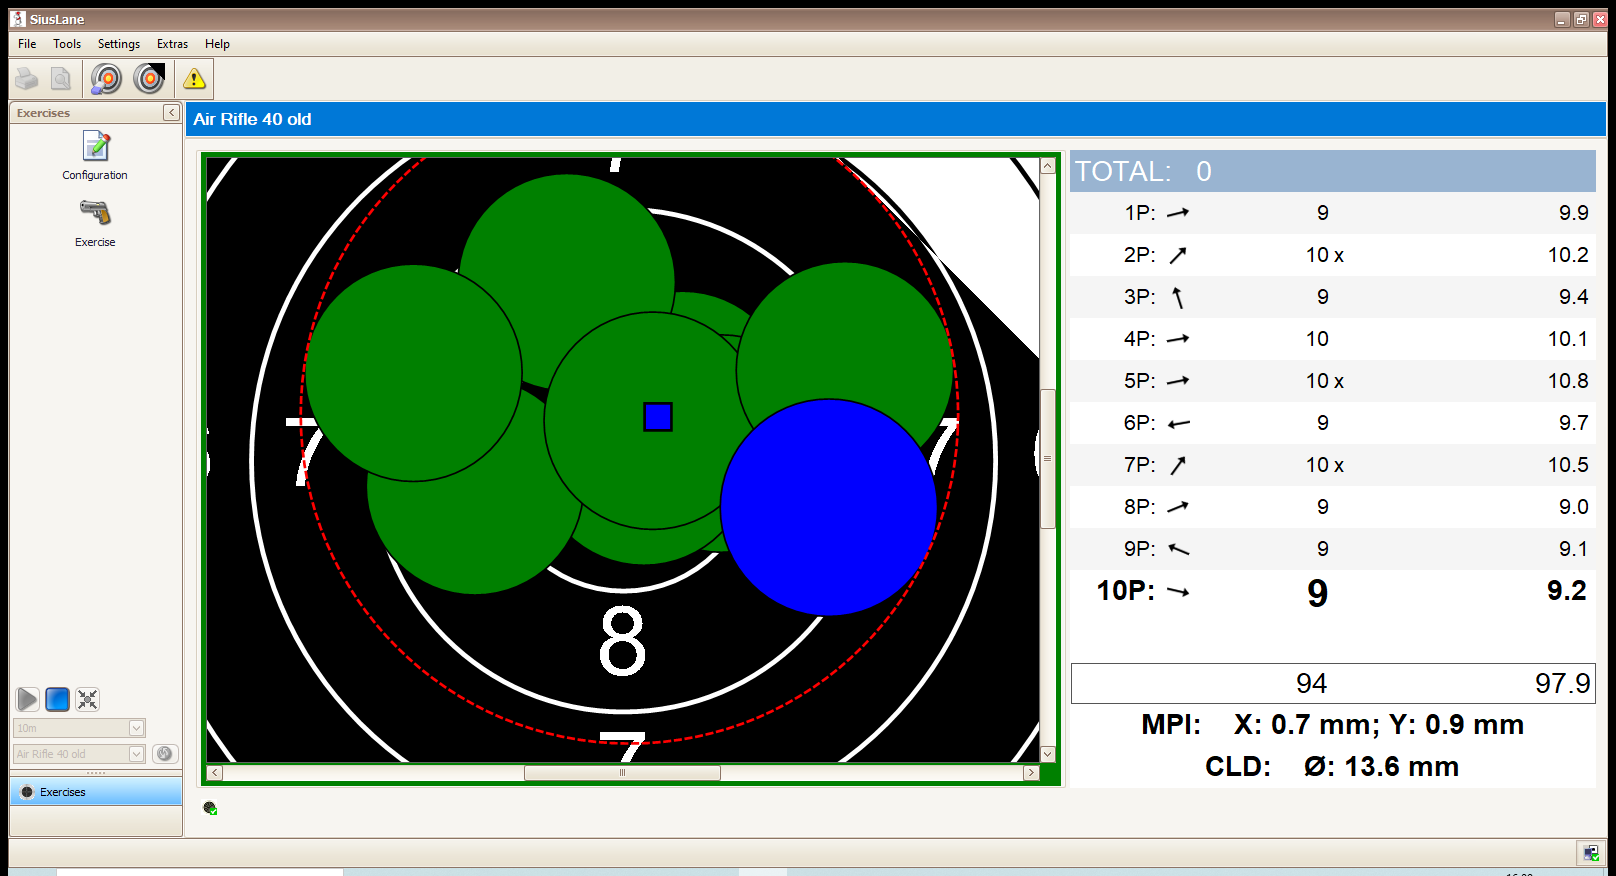 SiusLane
File Tools Settings Extras Help
Exercises
Configuration
Exercise
10m
Air Rifle 40 old
Exercises
Air Rifle 40 old
7
7
7
8
7
TOTAL: 0
1P: 9 9.9
2P: 10 x 10.2
3P: 9 9.4
4P: 10 10.1
5P: 10 x 10.8
6P: 9 9.7
7P: 10 x 10.5
8P: 9 9.0
9P: 9 9.1
10P: 9 9.2
94 97.9
MPI: X: 0.7 mm; Y: 0.9 mm
CLD: Ø: 13.6 mm